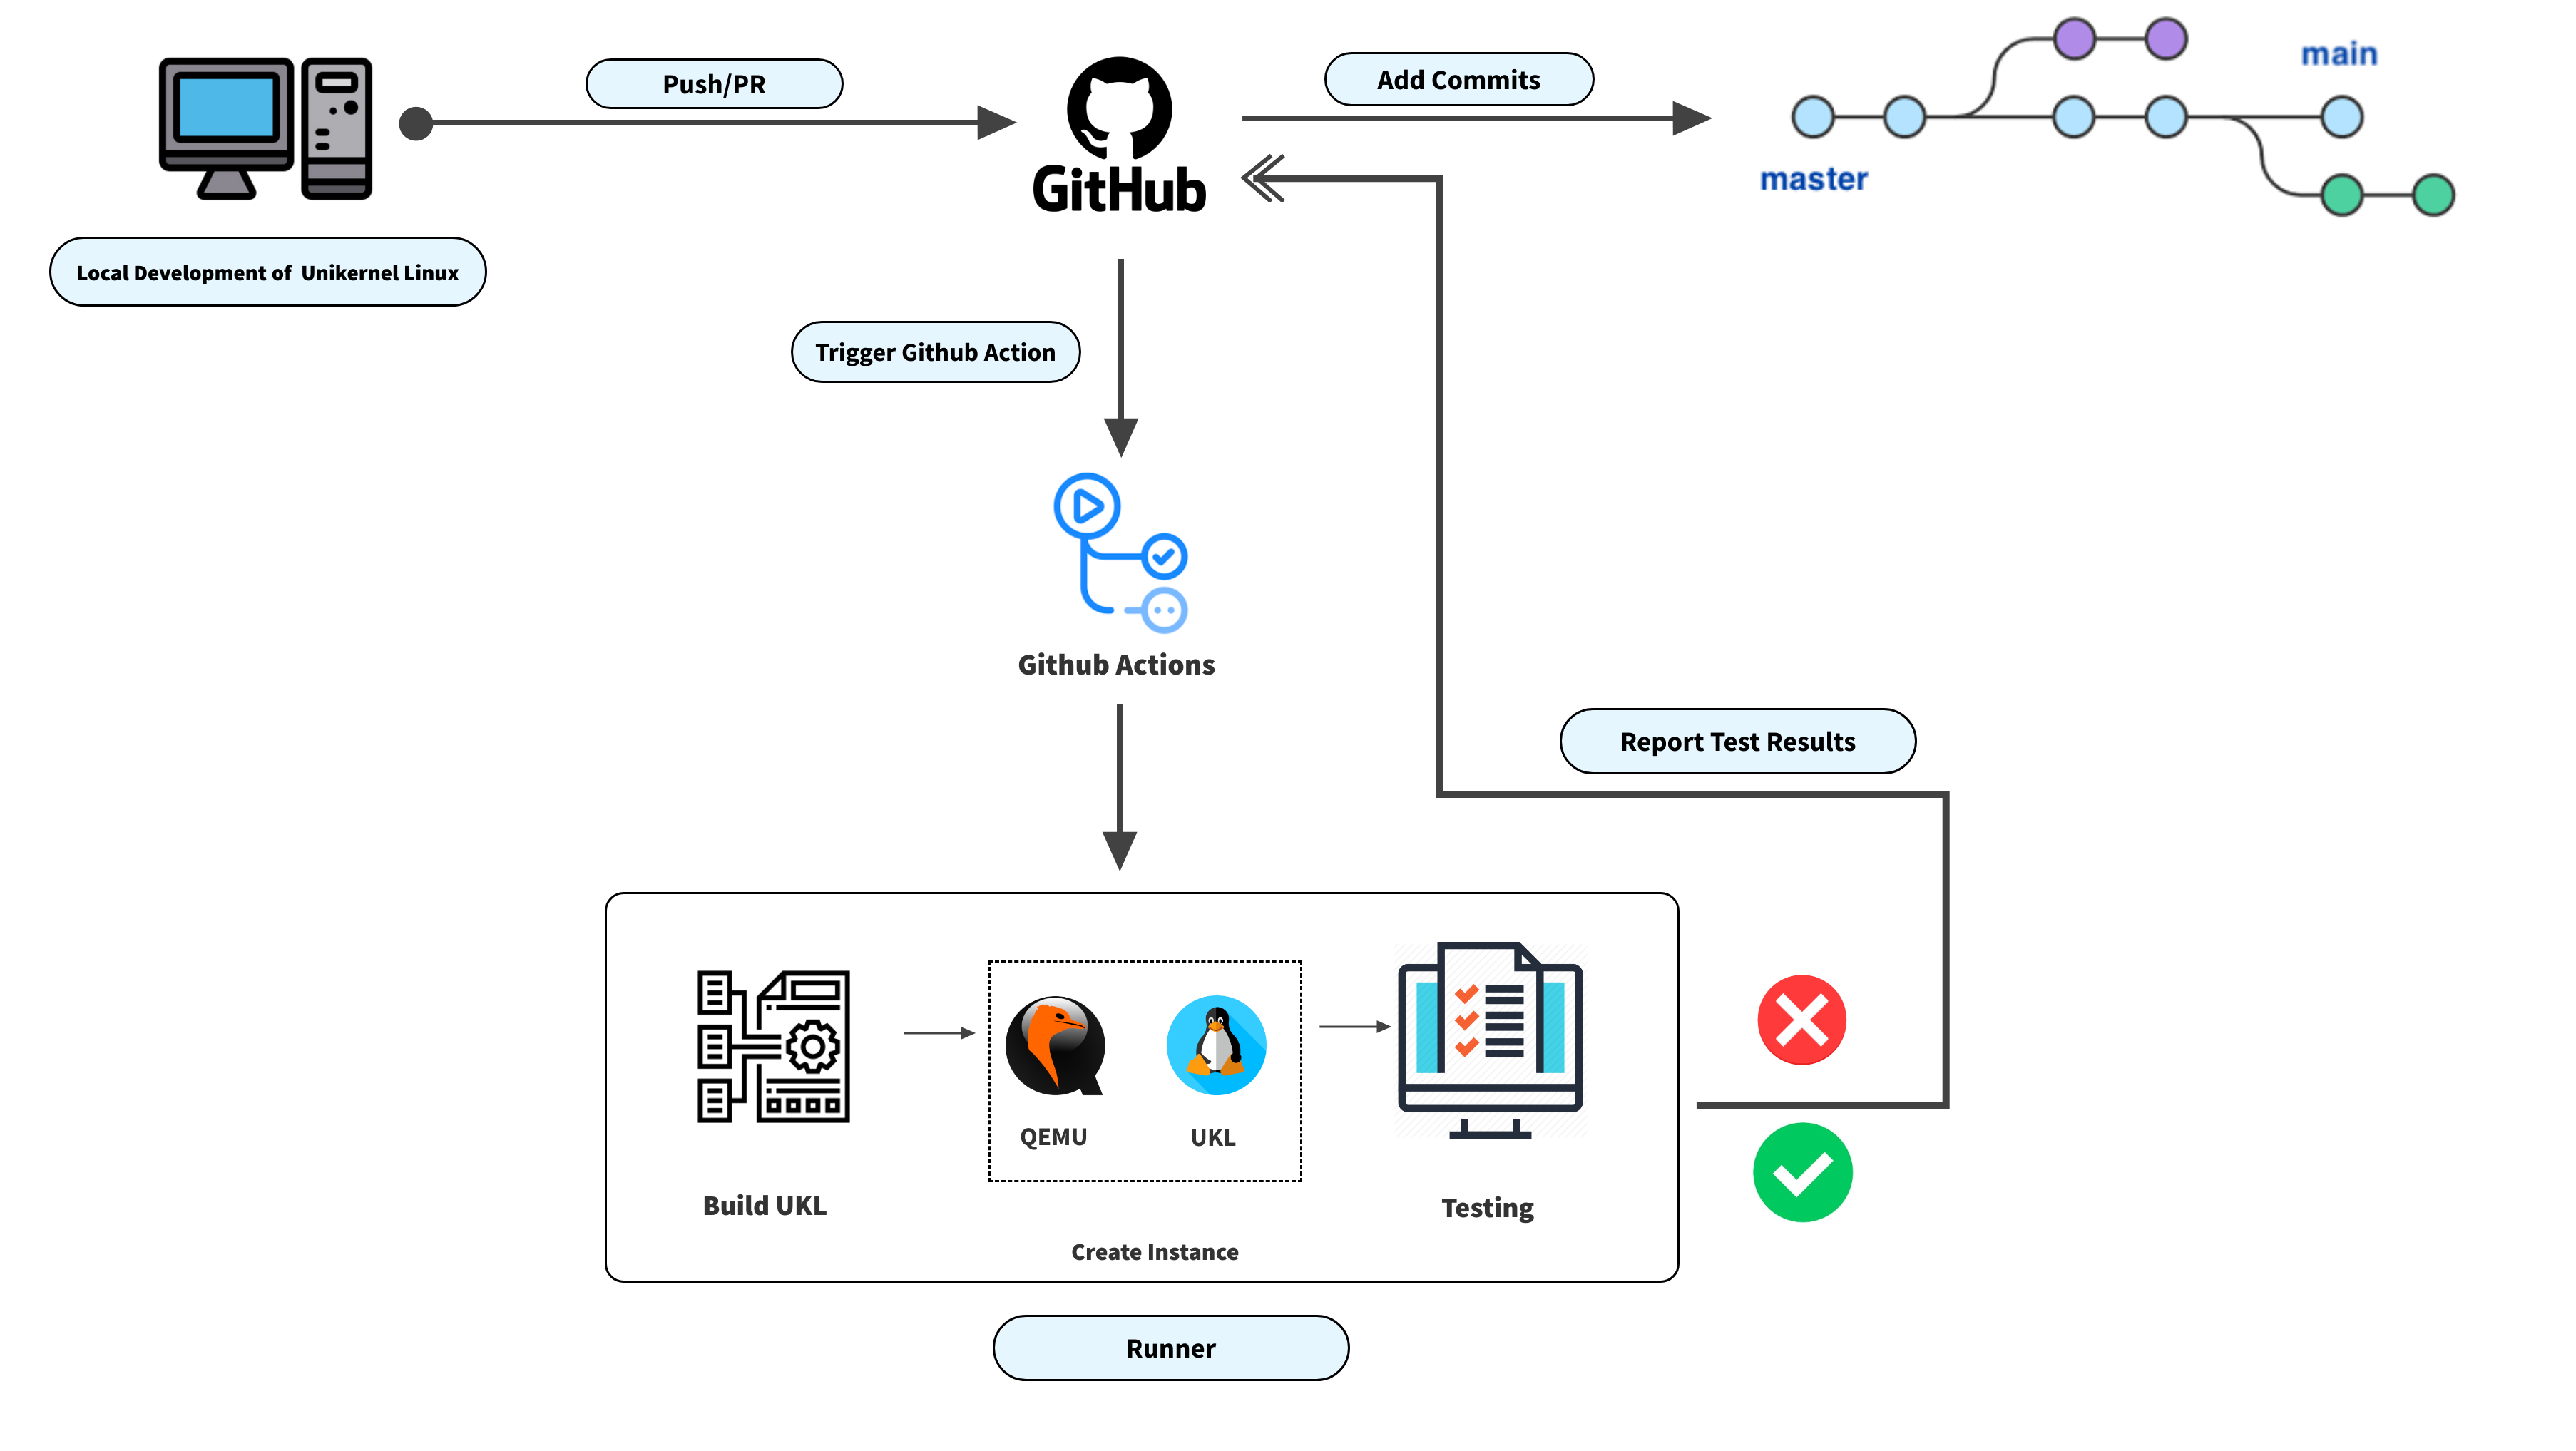 Push/PR
Add Commits
main
GitHub
master
Local Development of  Unikernel Linux
Trigger Github Action
Github Actions
Report Test Results
QEMU
UKL
Build UKL
Testing
Create Instance
Runner